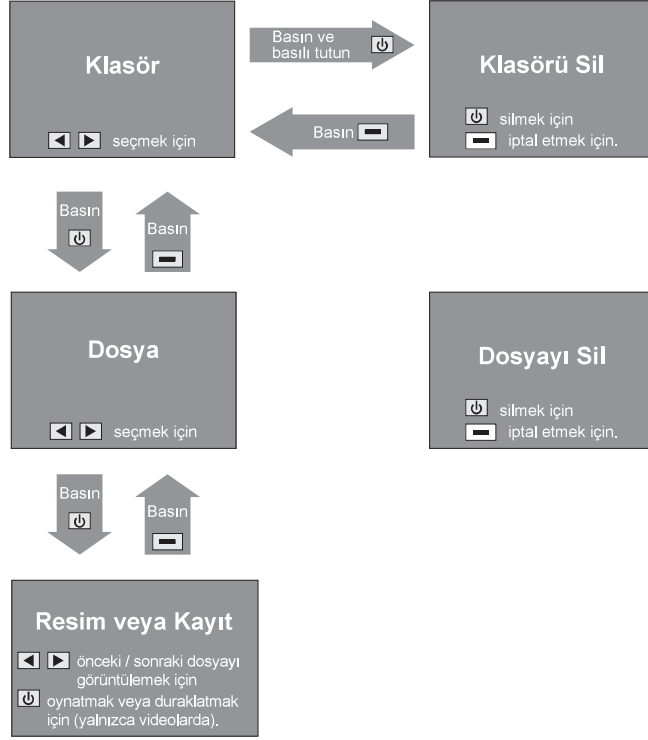 Klasör
seçmek için
Basın ve
basılı tutun
Basın
Klasörü Sil
silmek için
iptal etmek için.
Basın
Basın
Dosya
seçmek için
Dosyayı Sil
silmek için
iptal etmek için.
Basın
Basın
Resim veya Kayıt
önceki / sonraki dosyayı
görüntülemek için
oynatmak veya duraklatmak
için (yalnızca videolarda).